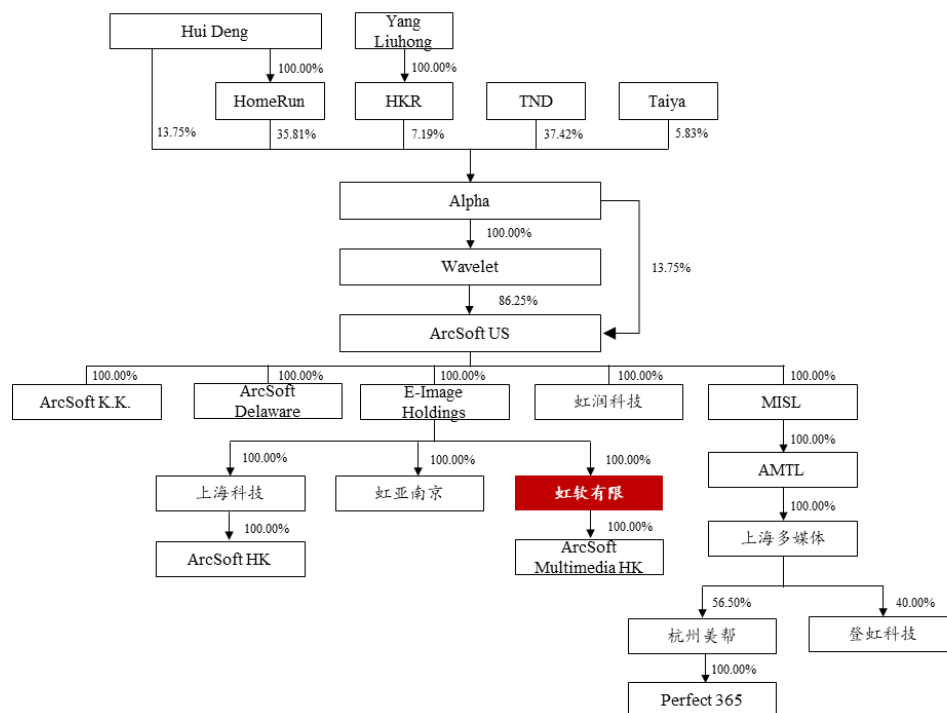 Hui Deng
Yang
Liuhong
100.00%
100.00%
HomeRun
HKR
TND
Taiya
13.75%
35.81%
7.19%
37.42%
5.83%
Alpha
100.00%
Wavelet
13.75%
86.25%
ArcSoft US
100.00%
100.00%
100.00%
100.00%
100.00%
ArcSoft K.K.
ArcSoft
Delaware
E-Image
Holdings
虹润科技
MISL
100.00%
100.00%
100.00%
100.00%
上海科技
虹亚南京
虹软有限
AMTL
100.00%
100.00%
100.00%
ArcSoft HK
ArcSoft
Multimedia HK
上海多媒体
56.50%
40.00%
杭州美帮
登虹科技
100.00%
Perfect 365